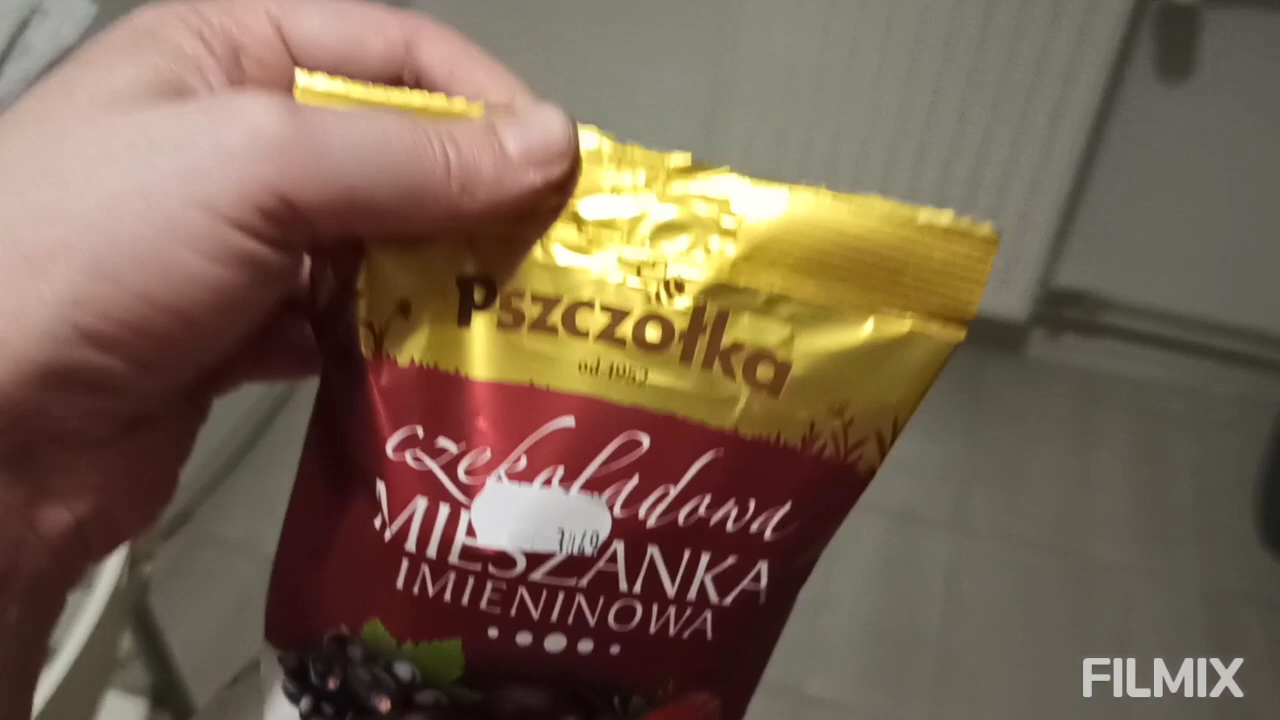 pszczółka
od 1952
czekoladowa
MIESZANKA
IMIENINOWA
FILMIX